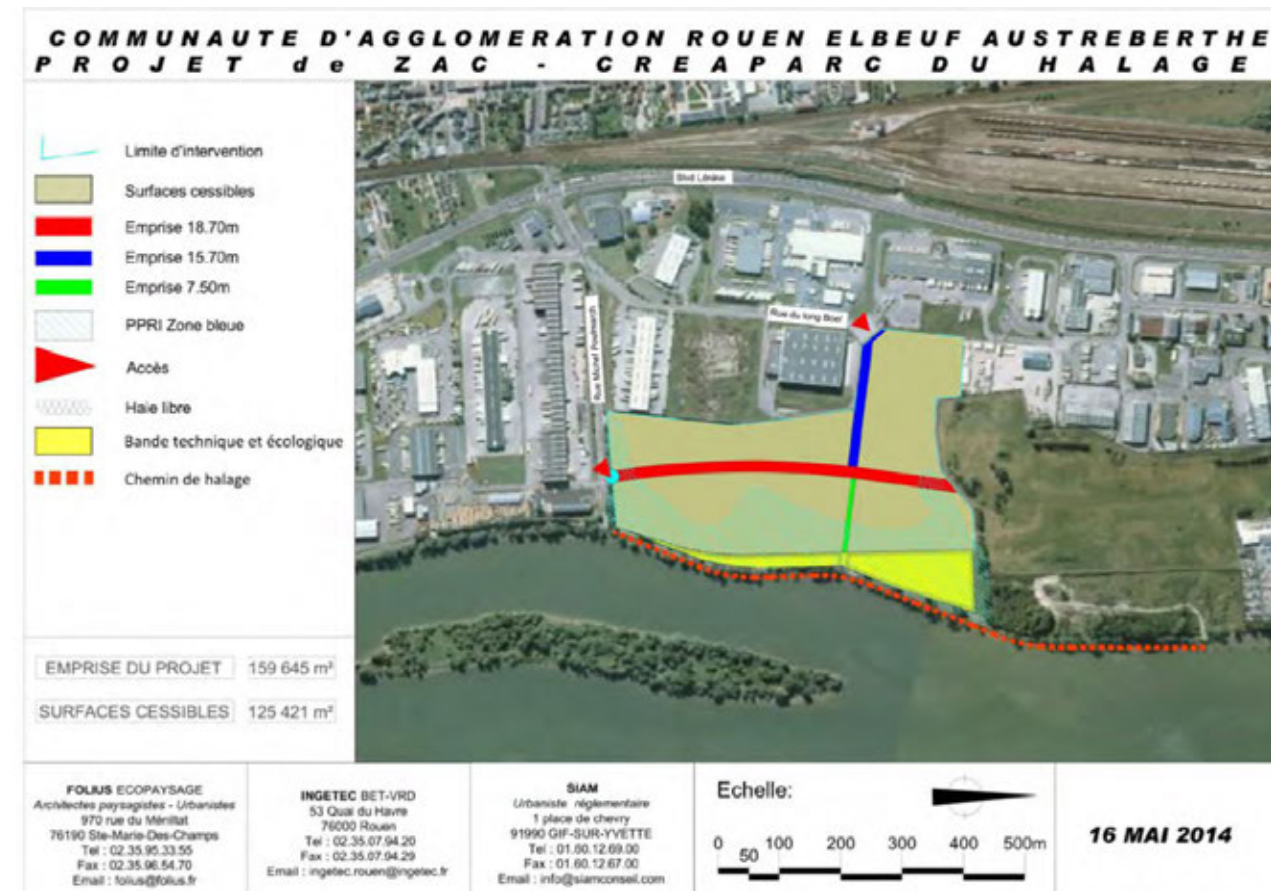 COMMUNAUTE D'AGGLOMERATION ROUEN ELBEUF AUSTREBERTHE
PROJET de ZAC - CREAPARC DU HALAGE
Limite d'intervention
Surfaces cessibles
Emprise 18.70m
Emprise 15.70m
Emprise 7.50m
PPRI Zone bleue
Accès
Haie libre
Bande technique et écologique
Chemin de halage
Blvd Lénine
Rue du long Boel
Rue Michel Poulmarch
EMPRISE DU PROJET 159 645 m²
SURFACES CESSIBLES 125 421 m²
FOLIUS ECOPAYSAGE
Architectes paysagistes - Urbanistes
970 rue du Ménillat
76190 Ste-Marie-Des-Champs
Tel : 02.35.95.33.55
Fax : 02.35.96.54.70
Email : folius@folius.fr
INGETEC BET-VRD
53 Quai du Havre
76000 Rouen
Tel : 02.35.07.94.20
Fax : 02.35.07.94.29
Email : ingetec.rouen@ingetec.fr
SIAM
Urbaniste réglementaire
1 place de chevry
91990 GIF-SUR-YVETTE
Tel : 01.60.12.69.00
Fax : 01.60.12.67.00
Email : info@siamconseil.com
Echelle:
0 50 100 200 300 400 500m
16 MAI 2014